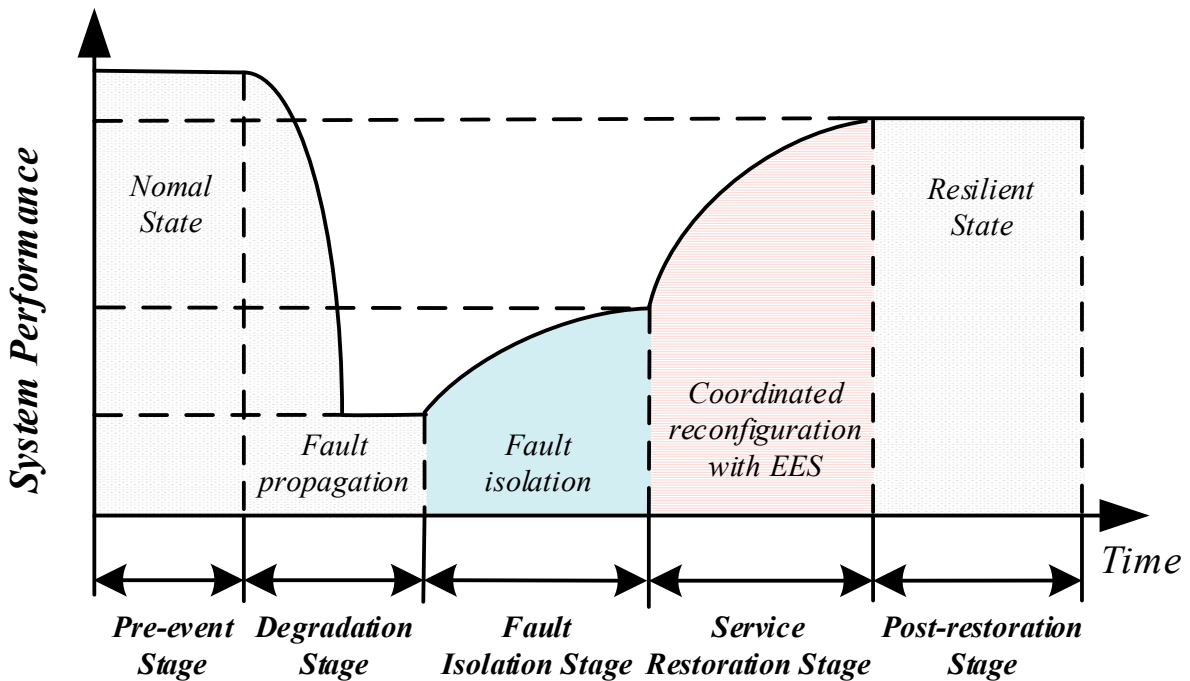 System Performance
Nomal
State
Fault
propagation
Fault
isolation
Coordinated
reconfiguration
with EES
Resilient
State
Time
Pre-event
Stage
Degradation
Stage
Fault
Isolation Stage
Service
Restoration Stage
Post-restoration
Stage